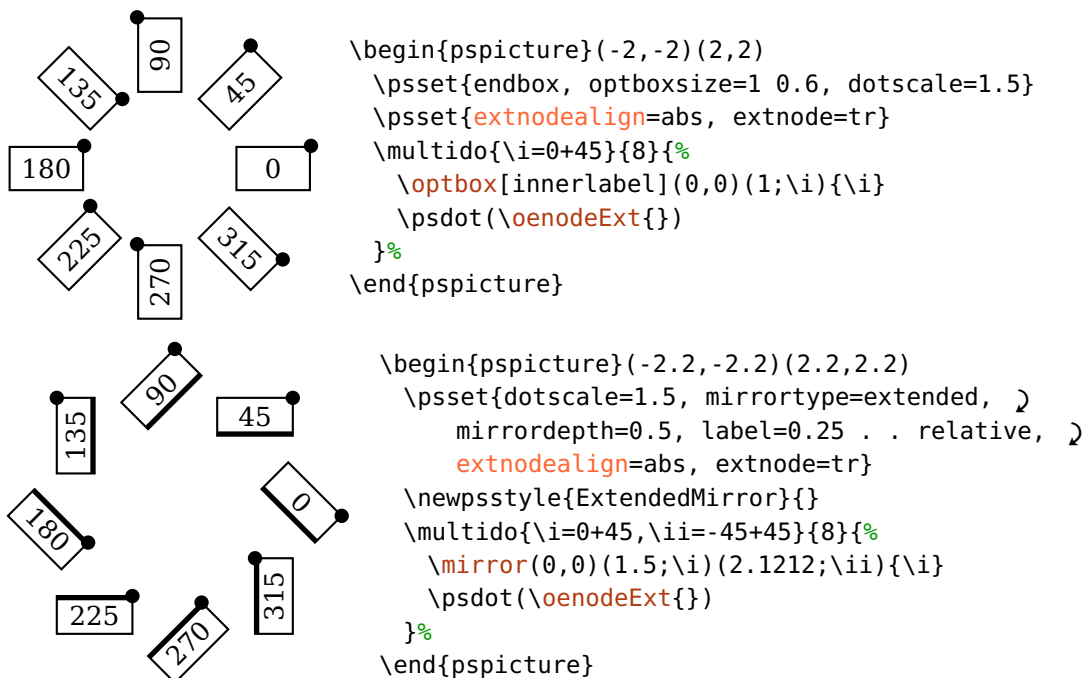 90
135
45
180
0
225
315
270
\begin{pspicture}(-2,-2)(2,2)
\psset{endbox, optboxsize=1 0.6, dotscale=1.5}
\psset{extnodealign=abs, extnode=tr}
\multido{\i=0+45}{8}{%
\optbox[innerlabel](0,0)(1;\i){\i}
\psdot(\oenodeExt{})
}%
\end{pspicture}
90
45
135
0
180
315
225
270
\begin{pspicture}(-2.2,-2.2)(2.2,2.2)
\psset{dotscale=1.5, mirrortype=extended,
mirrordepth=0.5, label=0.25 . . relative,
extnodealign=abs, extnode=tr}
\newpsstyle{ExtendedMirror}{}
\multido{\i=0+45,\ii=-45+45}{8}{%
\mirror(0,0)(1.5;\i)(2.1212;\ii){\i}
\psdot(\oenodeExt{})
}%
\end{pspicture}